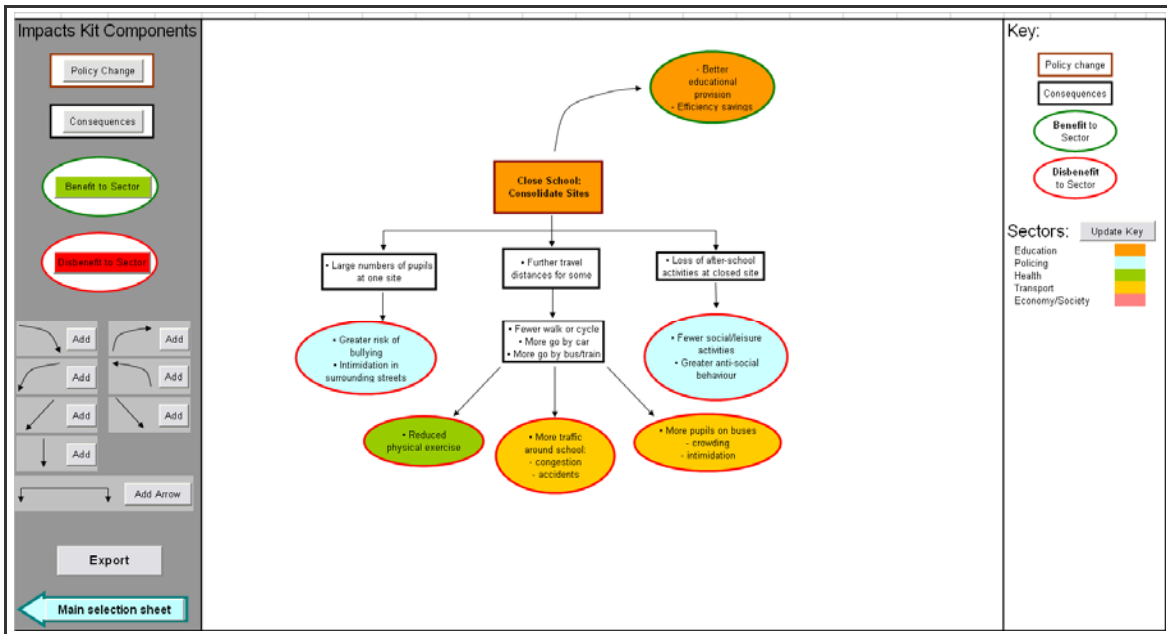 Impacts Kit Components
Policy Change
Consequences
Benefit to Sector
Disbenefit to Sector
Add
Add
Add
Add
Add
Add
Add
Add Arrow
Export
Main selection sheet
- Better
educational
provision
- Efficiency savings
Close School:
Consolidate Sites
• Large numbers of pupils
at one site
• Further travel
distances for some
• Loss of after-school
activities at closed site
• Greater risk of
bullying
• Intimidation in
surrounding streets
• Fewer walk or cycle
• More go by car
• More go by bus/train
• Fewer social/leisure
activities
• Greater anti-social
behaviour
• Reduced
physical exercise
• More traffic
around school:
- congestion
- accidents
• More pupils on buses
- crowding
- intimidation
Key:
Policy change
Consequences
Benefit to
Sector
Disbenefit
to Sector
Sectors:
Update Key
Education
Policing
Health
Transport
Economy/Society